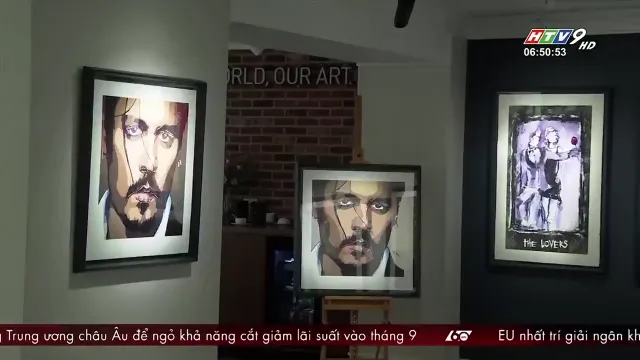 HTV9 HD
06:50:53
ORLD, OUR ART.
THE LOVERS
Trung ương châu Âu để ngỏ khả năng cắt giảm lãi suất vào tháng 9
60
EU nhất trí giải ngân kh